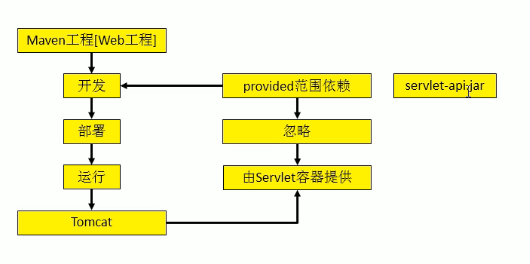 Maven工程[Web工程]
开发
provided范围依赖
servlet-api.jar
部署
忽略
运行
由Servlet容器提供
Tomcat